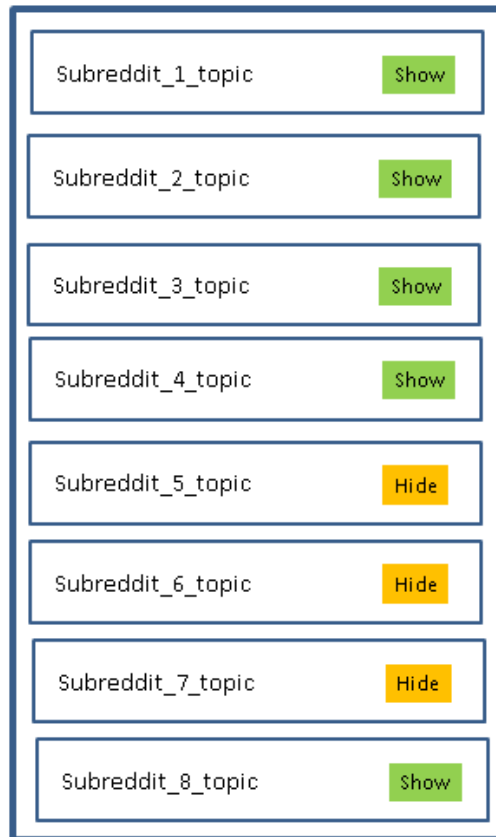 Subreddit_1_topic Show
Subreddit_2_topic Show
Subreddit_3_topic Show
Subreddit_4_topic Show
Subreddit_5_topic Hide
Subreddit_6_topic Hide
Subreddit_7_topic Hide
Subreddit_8_topic Show